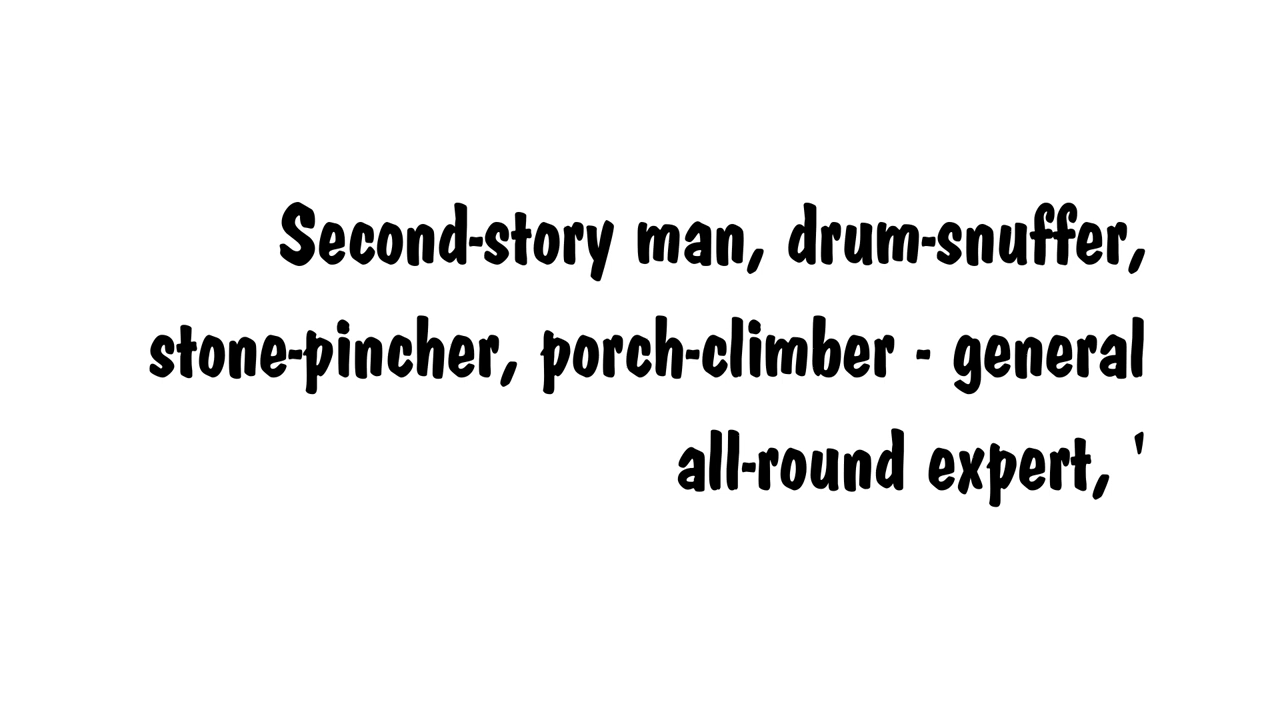 Second-story man, drum-snuffer,
stone-pincher, porch-climber - general
all-round expert, '